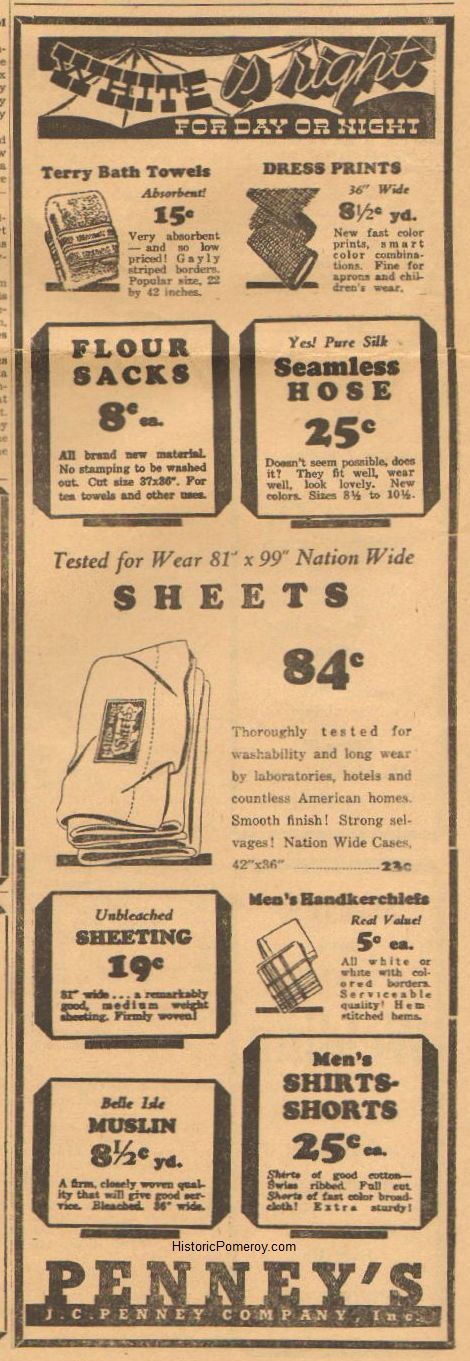 WHITE is right
FOR DAY OR NIGHT
Terry Bath Towels
Absorbent!
15¢
Very absorbent
— and so low
priced! Gayly
striped borders.
Popular size, 22
by 42 inches.
DRESS PRINTS
36" Wide
8½¢ yd.
New fast color
prints, smart
color combina-
tions. Fine for
aprons and chil-
dren's wear.
FLOUR
SACKS
8¢ ea.
All brand new material.
No stamping to be washed
out. Cut size 37x36". For
tea towels and other uses.
Yes! Pure Silk
Seamless
HOSE
25¢
Doesn't seem possible, does
it? They fit well, wear
well, look lovely. New
colors. Sizes 8½ to 10½.
Tested for Wear 81" x 99" Nation Wide
SHEETS
84¢
Thoroughly tested for
washability and long wear
by laboratories, hotels and
countless American homes.
Smooth finish! Strong sel-
vages! Nation Wide Cases,
42"x36" ...................... 23¢
Unbleached
SHEETING
19¢
81" wide . . . a remarkably
good, medium weight
sheeting. Firmly woven!
Men's Handkerchiefs
Real Value!
5¢ ea.
All white or
white with col-
ored borders.
Serviceable
quality! Hem
stitched hems.
Belle Isle
MUSLIN
8½¢ yd.
A firm, closely woven qual-
ity that will give good ser-
vice. Bleached. 36" wide.
Men's
SHIRTS-
SHORTS
25¢ ea.
Shirts of good cotton—
Swiss ribbed. Full cut.
Shorts of fast color broad-
cloth! Extra sturdy!
HistoricPomeroy.com
PENNEY'S
J. C. PENNEY COMPANY, Inc.